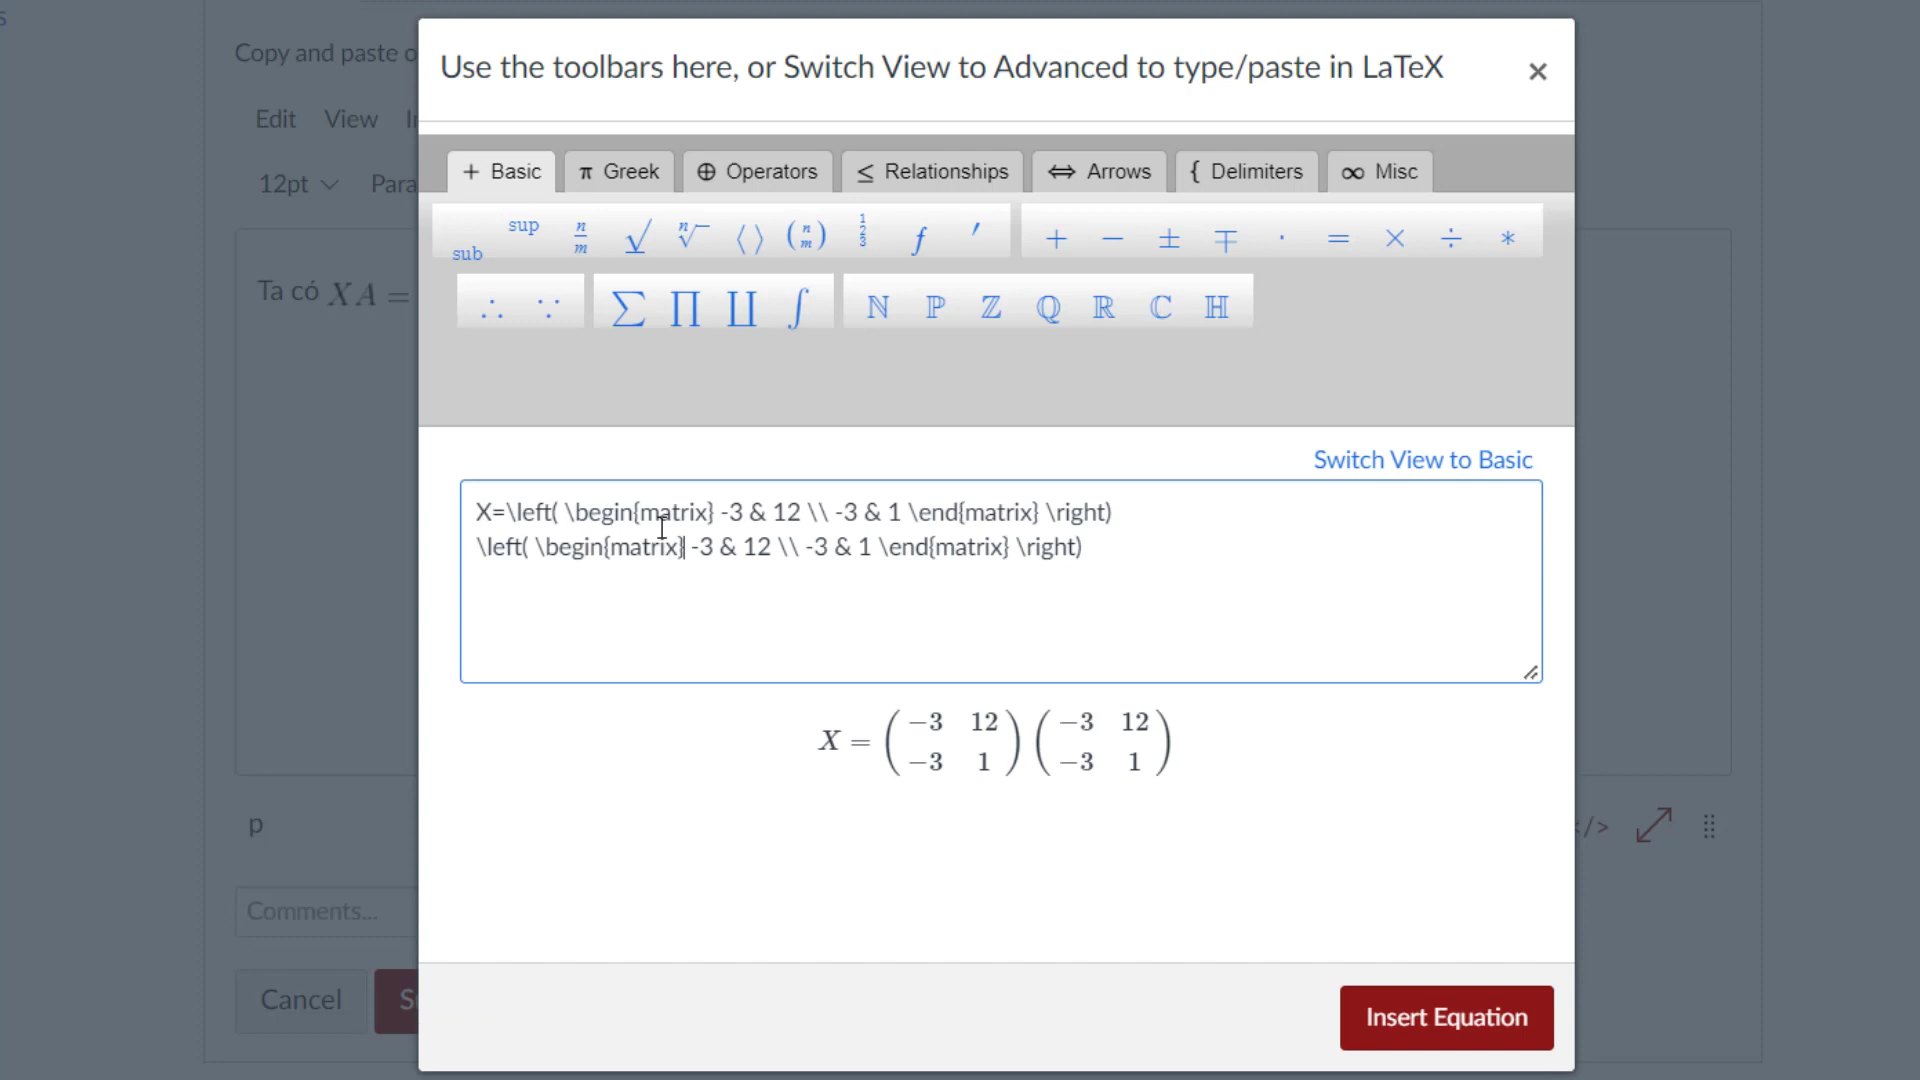 Copy and paste o
Use the toolbars here, or Switch View to Advanced to type/paste in LaTeX
×
Edit View I
12pt Para
+ Basic π Greek ⊕ Operators ≤ Relationships ⇔ Arrows { Delimiters ∞ Misc
sub sup n/m √ n√ ⟨ ⟩ (n m) 1 2 3 f ′ + − ± ∓ · = × ÷ *
∴ ∵ ∑ ∏ ∐ ∫ ℕ ℙ ℤ ℚ ℝ ℂ ℍ
Ta có XA =
Switch View to Basic
X=\left( \begin{matrix} -3 & 12 \\ -3 & 1 \end{matrix} \right)
\left( \begin{matrix} -3 & 12 \\ -3 & 1 \end{matrix} \right)
X = ( −3 12 −3 1 ) ( −3 12 −3 1 )
p
/>
Comments...
Cancel
Insert Equation